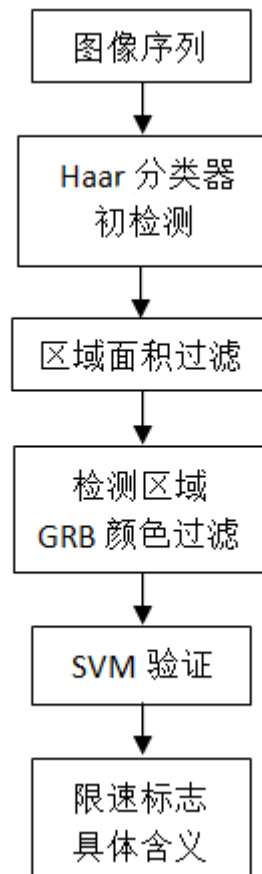 图像序列
Haar 分类器
初检测
区域面积过滤
检测区域
GRB 颜色过滤
SVM 验证
限速标志
具体含义